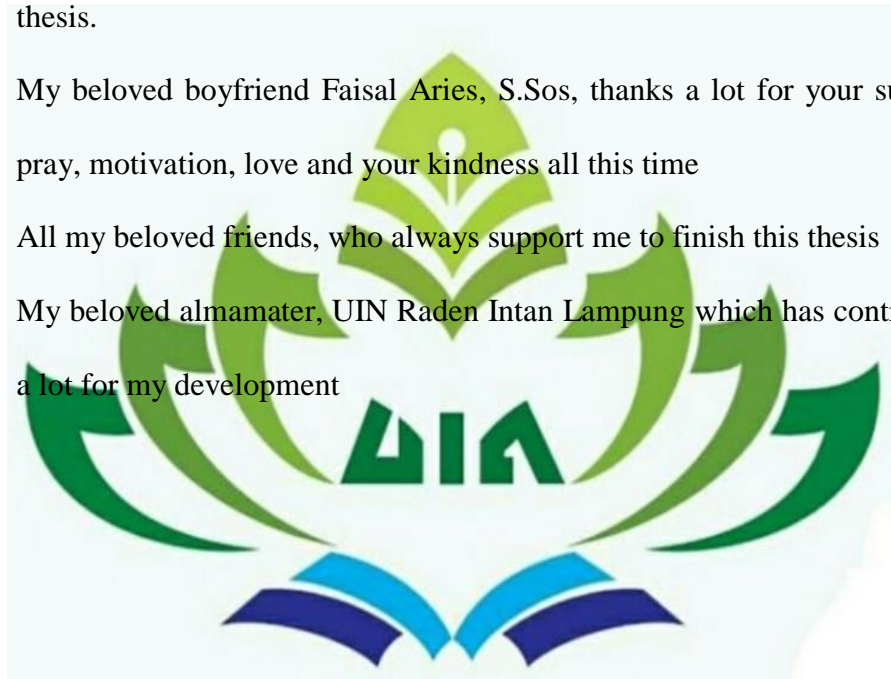 thesis.
My beloved boyfriend Faisal Aries, S.Sos, thanks a lot for your
pray, motivation, love and your kindness all this time
All my beloved friends, who always support me to finish this thesis
My beloved almamater, UIN Raden Intan Lampung which has
a lot for my development
UIN